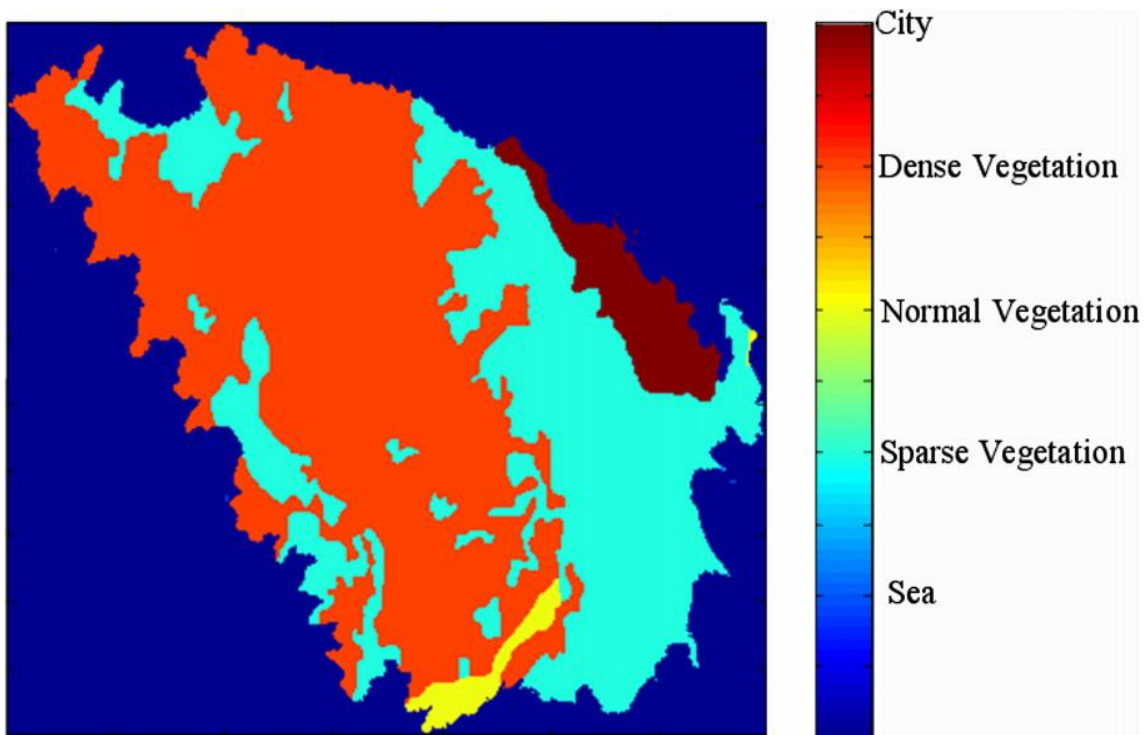 City
Dense Vegetation
Normal Vegetation
Sparse Vegetation
Sea